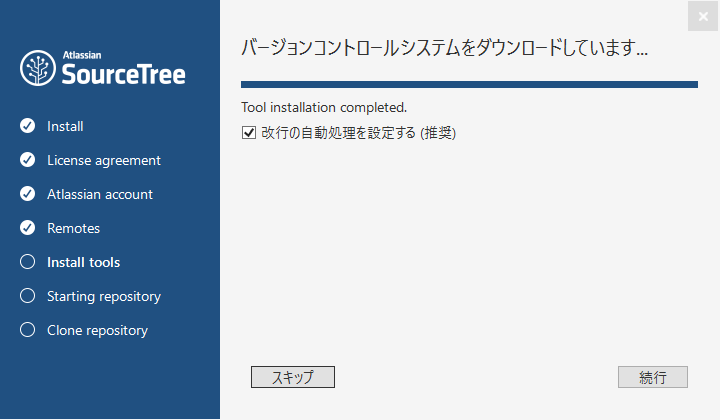 Atlassian
SourceTree
Install
License agreement
Atlassian account
Remotes
Install tools
Starting repository
Clone repository
バージョンコントロールシステムをダウンロードしています...
Tool installation completed.
改行の自動処理を設定する (推奨)
スキップ
続行